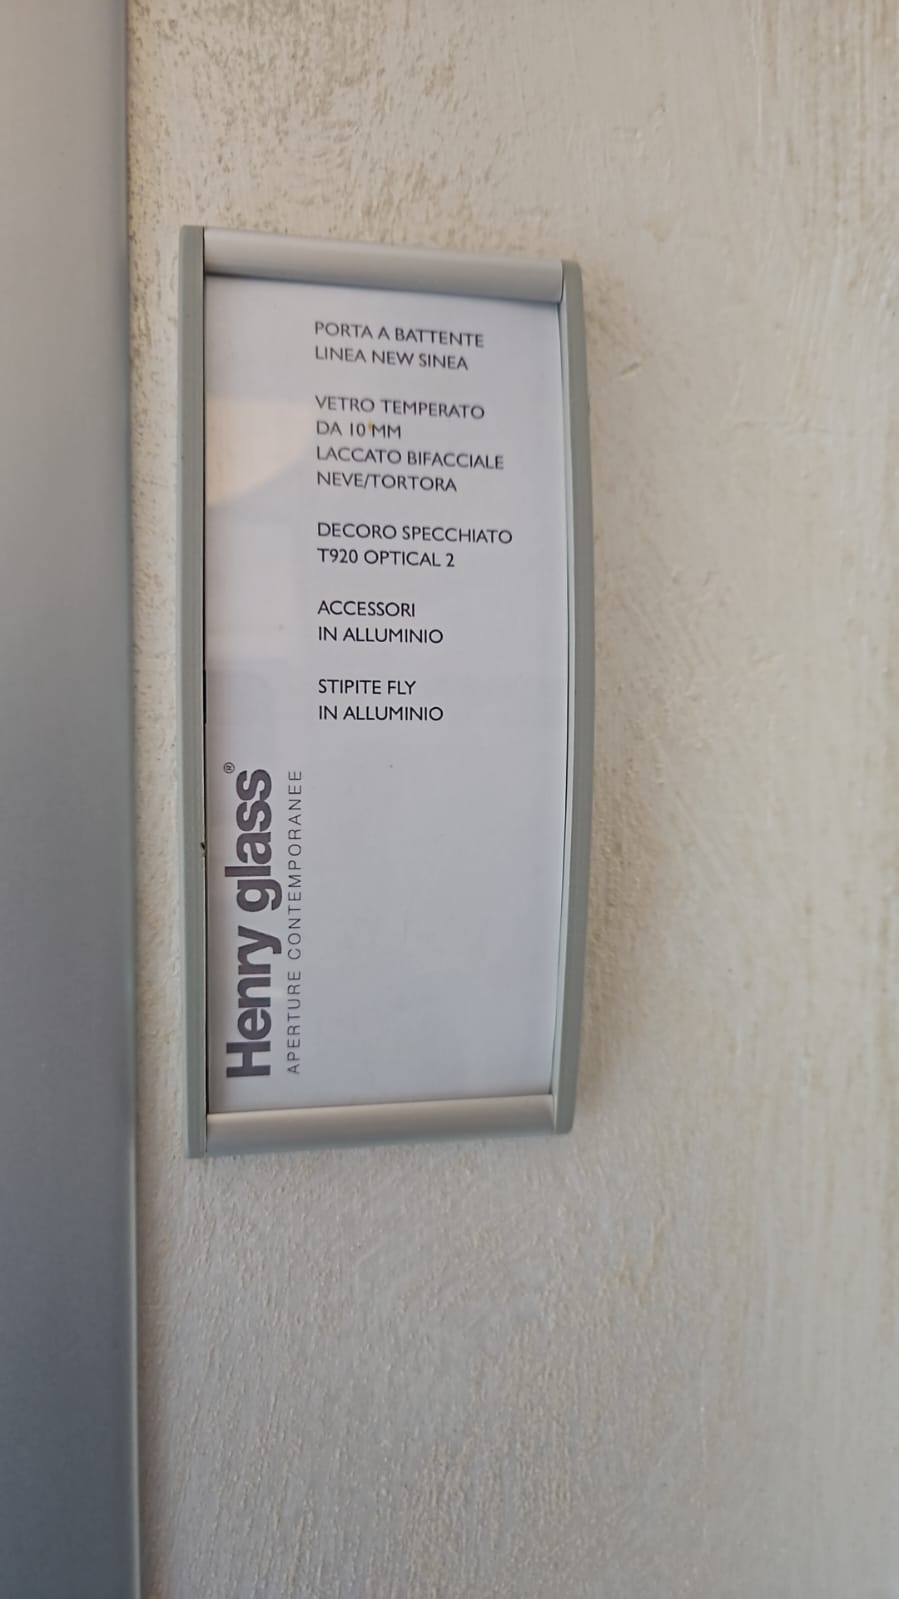 PORTA A BATTENTE
LINEA NEW SINEA
VETRO TEMPERATO
DA 10 MM
LACCATO BIFACCIALE
NEVE/TORTORA
DECORO SPECCHIATO
T920 OPTICAL 2
ACCESSORI
IN ALLUMINIO
STIPITE FLY
IN ALLUMINIO
Henry glass®
APERTURE CONTEMPORANEE